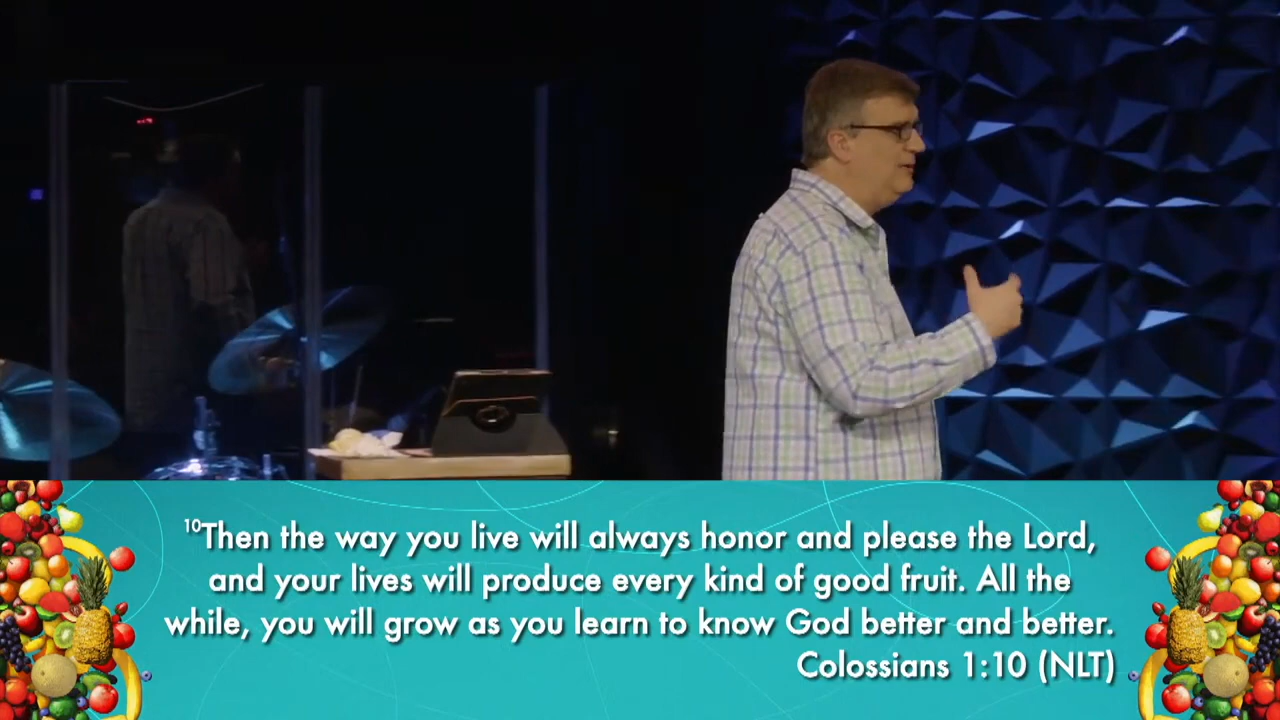 ¹⁰Then the way you live will always honor and please the Lord,
and your lives will produce every kind of good fruit. All the
while, you will grow as you learn to know God better and better.
Colossians 1:10 (NLT)